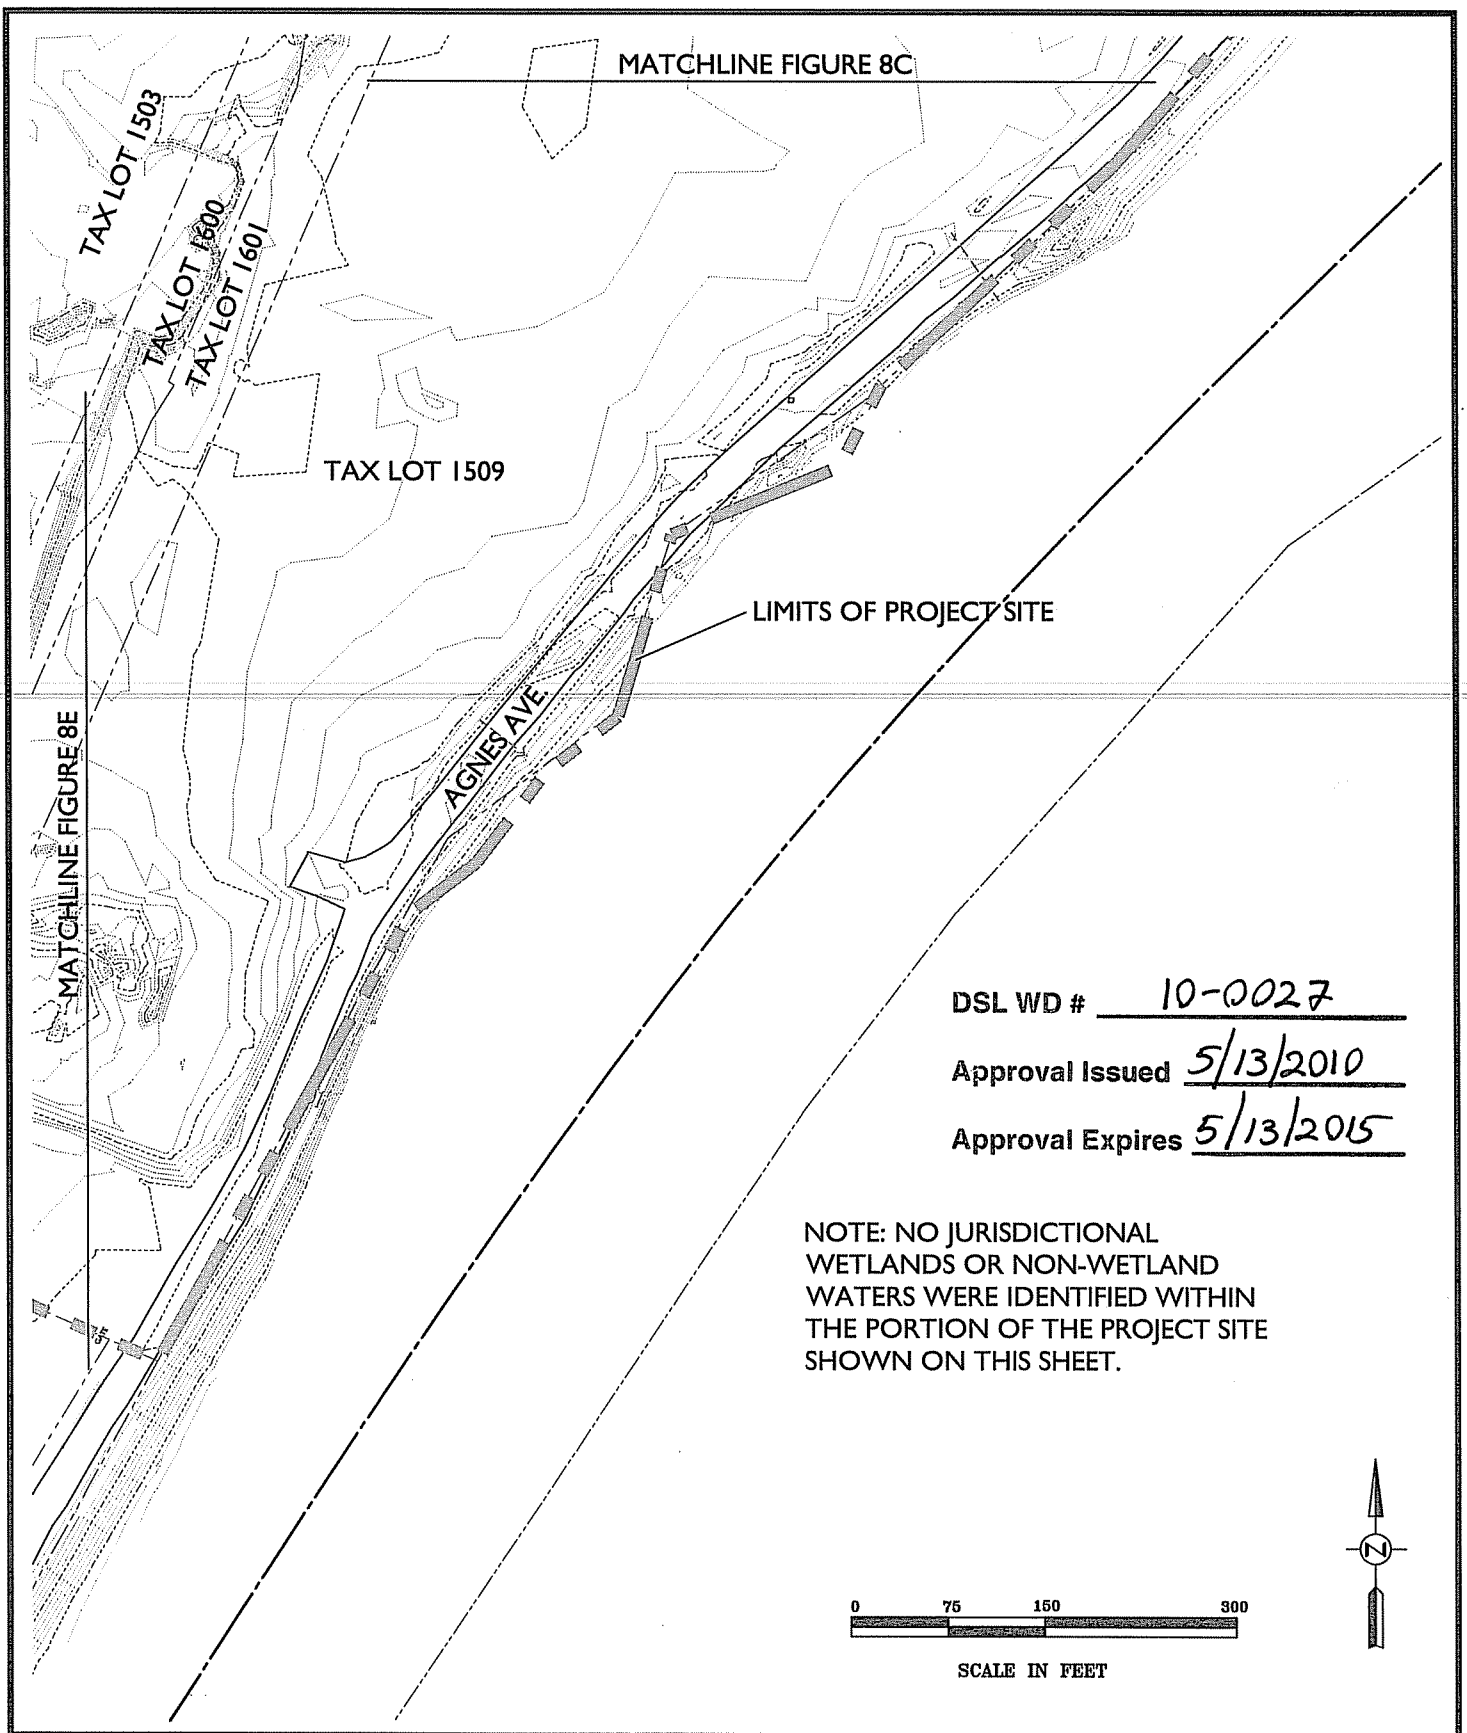 MATCHLINE FIGURE 8C
TAX LOT 1503
TAX LOT 1600
TAX LOT 1601
TAX LOT 1509
LIMITS OF PROJECT SITE
AGNES AVE.
MATCHLINE FIGURE 8E
DSL WD # 10-0027
Approval Issued 5/13/2010
Approval Expires 5/13/2015
NOTE: NO JURISDICTIONAL
WETLANDS OR NON-WETLAND
WATERS WERE IDENTIFIED WITHIN
THE PORTION OF THE PROJECT SITE
SHOWN ON THIS SHEET.
Z
0 75 150 300
SCALE IN FEET